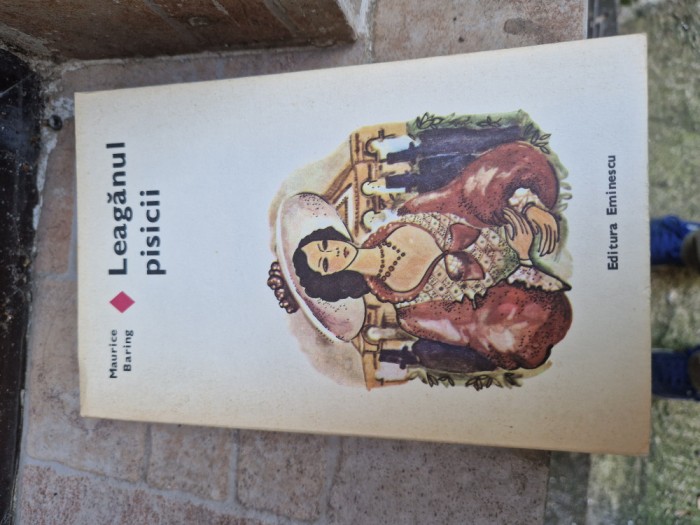 Maurice
Baring
Leagănul
pisicii
Editura Eminescu